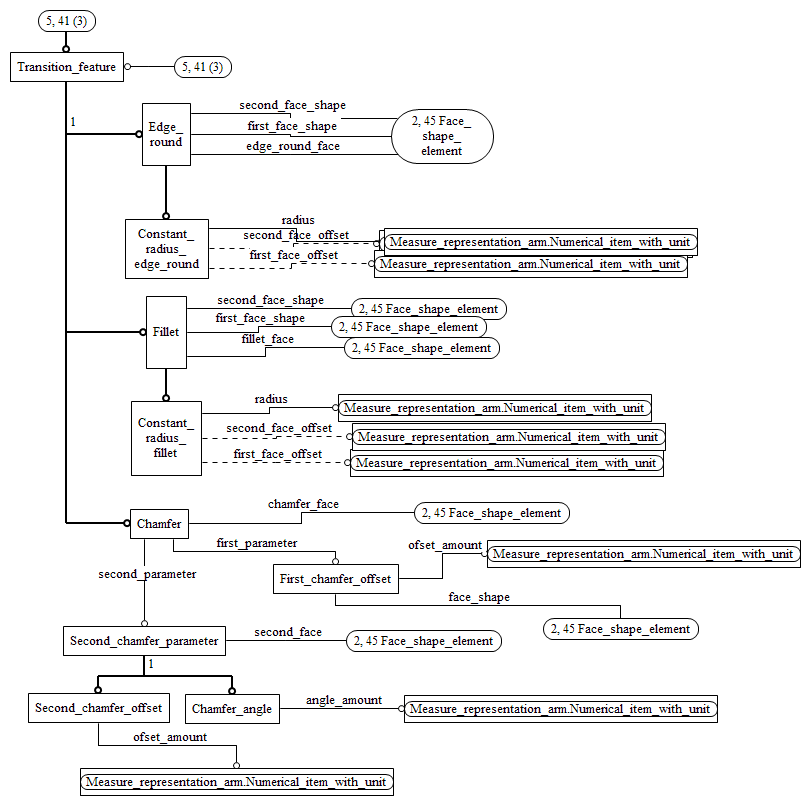 5, 41 (3)
Transition_feature
5, 41 (3)
1
second_face_shape
Edge_
round
first_face_shape
edge_round_face
2, 45 Face_
shape_
element
Constant_
radius_
edge_round
radius
second_face_offset
first_face_offset
Measure_representation_arm.Numerical_item_with_unit
Measure_representation_arm.Numerical_item_with_unit
Fillet
second_face_shape
2, 45 Face_shape_element
first_face_shape
2, 45 Face_shape_element
fillet_face
2, 45 Face_shape_element
Constant_
radius_
fillet
radius
Measure_representation_arm.Numerical_item_with_unit
second_face_offset
Measure_representation_arm.Numerical_item_with_unit
first_face_offset
Measure_representation_arm.Numerical_item_with_unit
Chamfer
chamfer_face
2, 45 Face_shape_element
first_parameter
second_parameter
First_chamfer_offset
ofset_amount
Measure_representation_arm.Numerical_item_with_unit
face_shape
2, 45 Face_shape_element
Second_chamfer_parameter
second_face
2, 45 Face_shape_element
1
Second_chamfer_offset
Chamfer_angle
angle_amount
Measure_representation_arm.Numerical_item_with_unit
ofset_amount
Measure_representation_arm.Numerical_item_with_unit